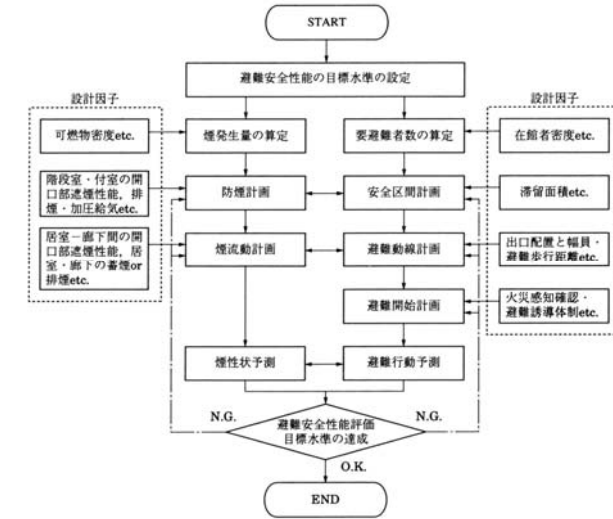 START
避難安全性能の目標水準の設定
設計因子
設計因子
可燃物密度etc.
煙発生量の算定
要避難者数の算定
在館者密度etc.
階段室・付室の開
口部遮煙性能，排
煙・加圧給気etc.
防煙計画
安全区画計画
滞留面積etc.
居室－廊下間の開
口部遮煙性能，居
室・廊下の蓄煙or
排煙etc.
煙流動計画
避難動線計画
出口配置と幅員・
避難歩行距離etc.
避難開始計画
火災感知確認・
避難誘導体制etc.
煙性状予測
避難行動予測
N.G.
避難安全性能評価
目標水準の達成
N.G.
O.K.
END